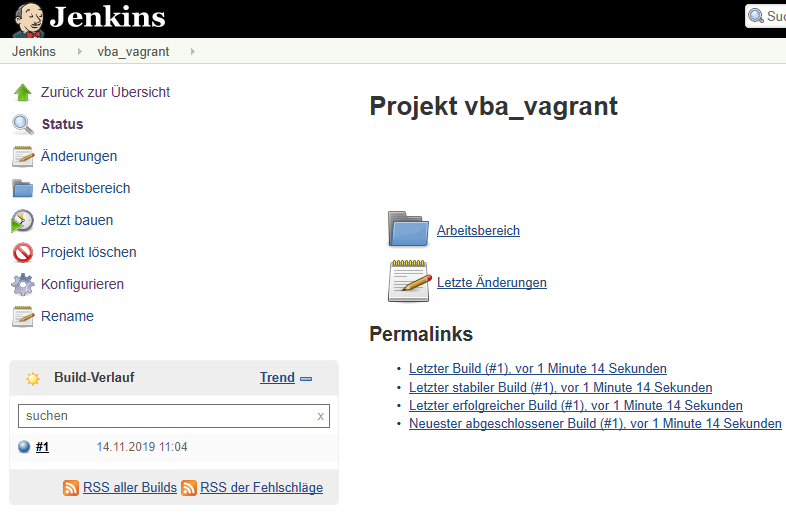 Jenkins
Suc
Jenkins vba_vagrant
Zurück zur Übersicht
Status
Änderungen
Arbeitsbereich
Jetzt bauen
Projekt löschen
Konfigurieren
Rename
Build-Verlauf Trend
suchen x
#1 14.11.2019 11:04
RSS aller Builds RSS der Fehlschläge
Projekt vba_vagrant
Arbeitsbereich
Letzte Änderungen
Permalinks
• Letzter Build (#1), vor 1 Minute 14 Sekunden
• Letzter stabiler Build (#1), vor 1 Minute 14 Sekunden
• Letzter erfolgreicher Build (#1), vor 1 Minute 14 Sekunden
• Neuester abgeschlossener Build (#1), vor 1 Minute 14 Sekunden